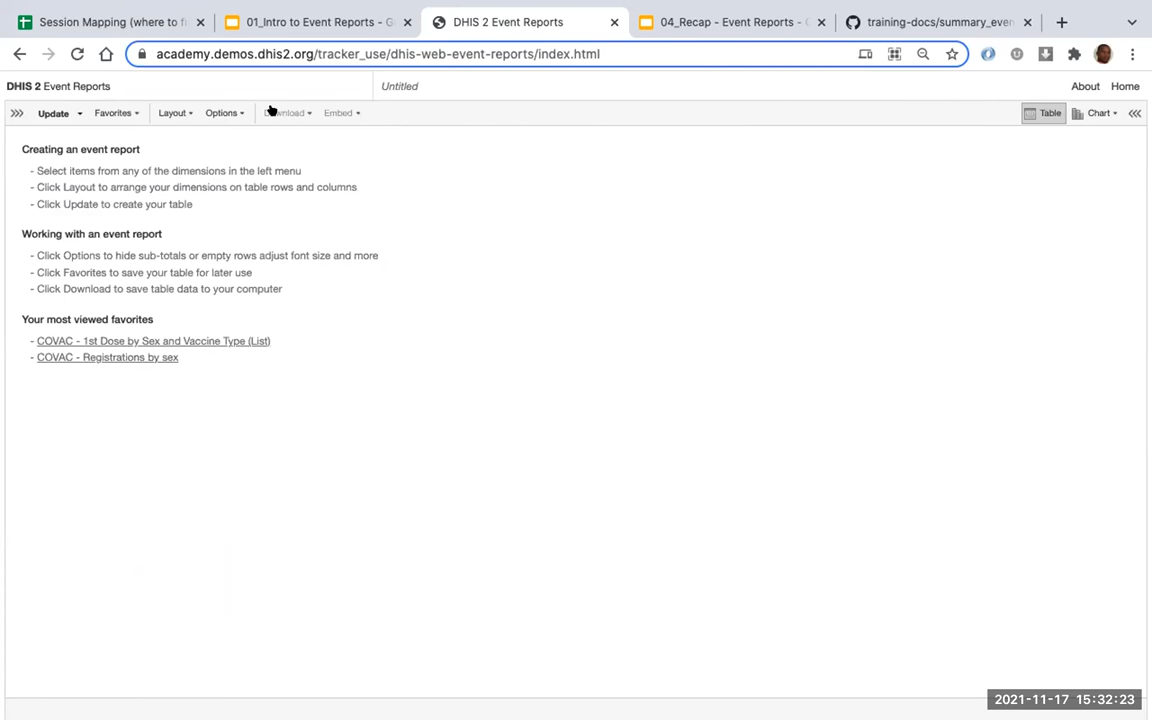 Session Mapping (where to fi
01_Intro to Event Reports - G
DHIS 2 Event Reports
04_Recap - Event Reports - G
training-docs/summary_even
academy.demos.dhis2.org/tracker_use/dhis-web-event-reports/index.html
DHIS 2 Event Reports
Untitled
About
Home
Update
Favorites
Layout
Options
Embed
Table
Chart
Creating an event report
- Select items from any of the dimensions in the left menu
- Click Layout to arrange your dimensions on table rows and columns
- Click Update to create your table
Working with an event report
- Click Options to hide sub-totals or empty rows adjust font size and more
- Click Favorites to save your table for later use
- Click Download to save table data to your computer
Your most viewed favorites
- COVAC - 1st Dose by Sex and Vaccine Type (List)
- COVAC - Registrations by sex
2021-11-17 15:32:23